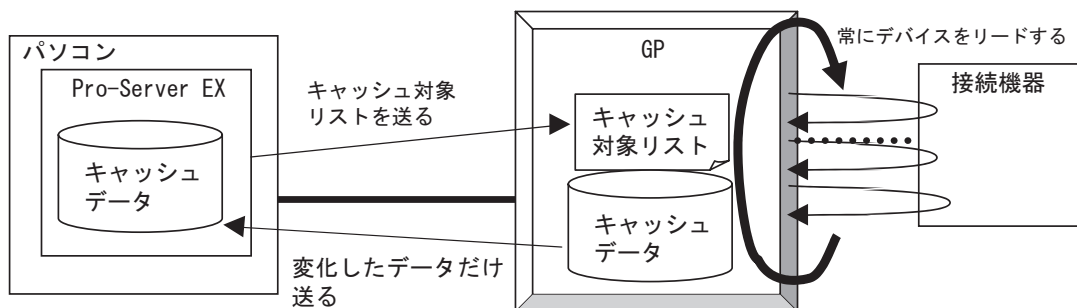 パソコン
Pro-Server EX
キャッシュ
データ
キャッシュ対象
リストを送る
変化したデータだけ
送る
GP
キャッシュ
対象リスト
キャッシュ
データ
常にデバイスをリードする
接続機器